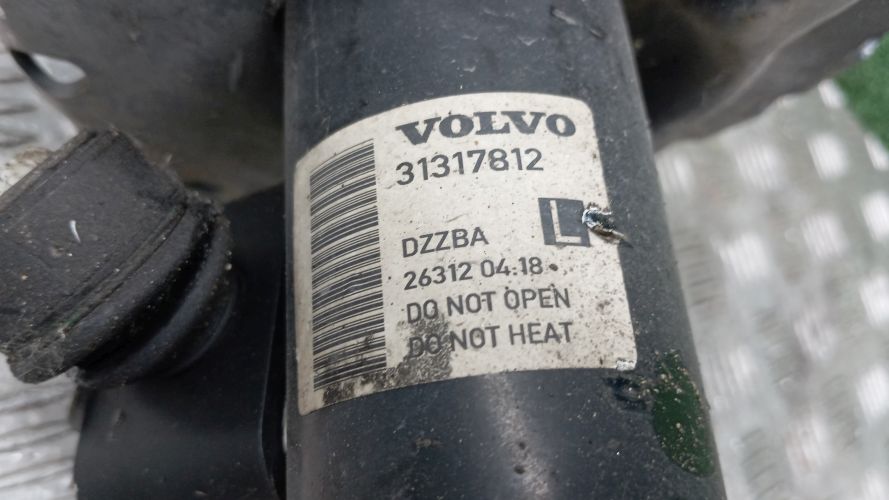 VOLVO
31317812
L
DZZBA
26312 04:18
DO NOT OPEN
DO NOT HEAT